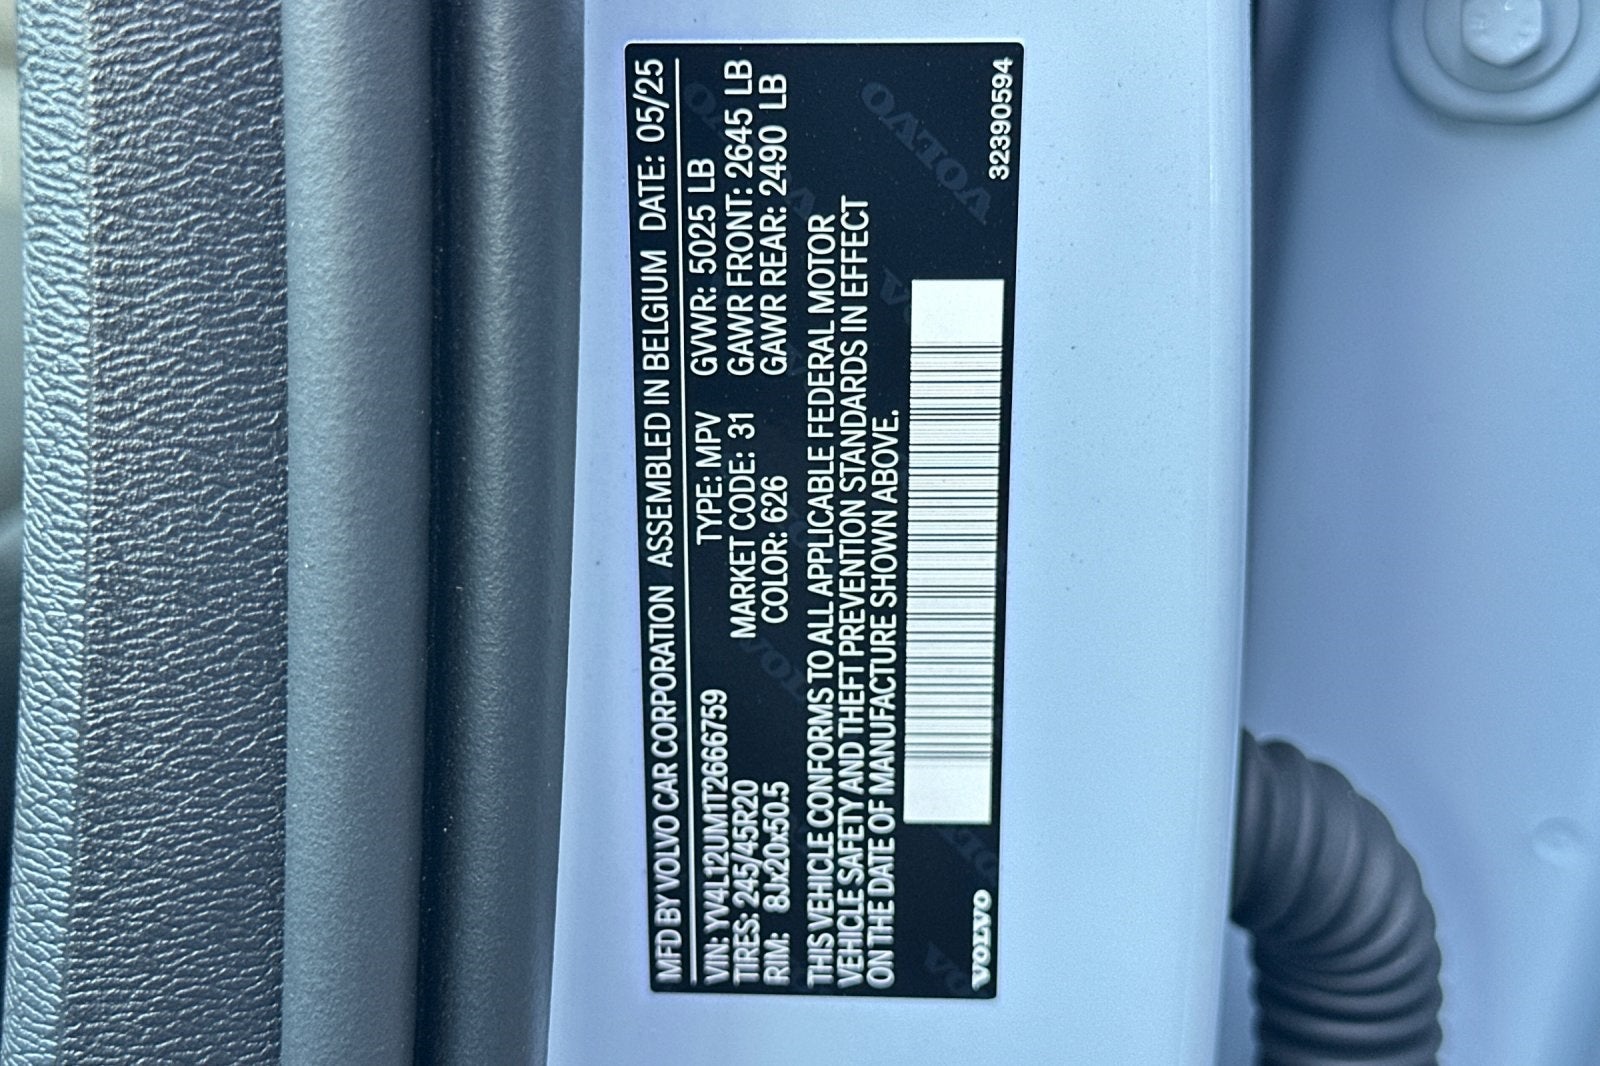 MFD BY VOLVO CAR CORPORATION ASSEMBLED IN BELGIUM DATE: 05/25
VIN: YV4L12UM1T2666759 TYPE: MPV GVWR: 5025 LB
TIRES: 245/45R20 MARKET CODE: 31 GAWR FRONT: 2645 LB
RIM: 8Jx20x50.5 COLOR: 626 GAWR REAR: 2490 LB
THIS VEHICLE CONFORMS TO ALL APPLICABLE FEDERAL MOTOR
VEHICLE SAFETY AND THEFT PREVENTION STANDARDS IN EFFECT
ON THE DATE OF MANUFACTURE SHOWN ABOVE.
VOLVO 32390594